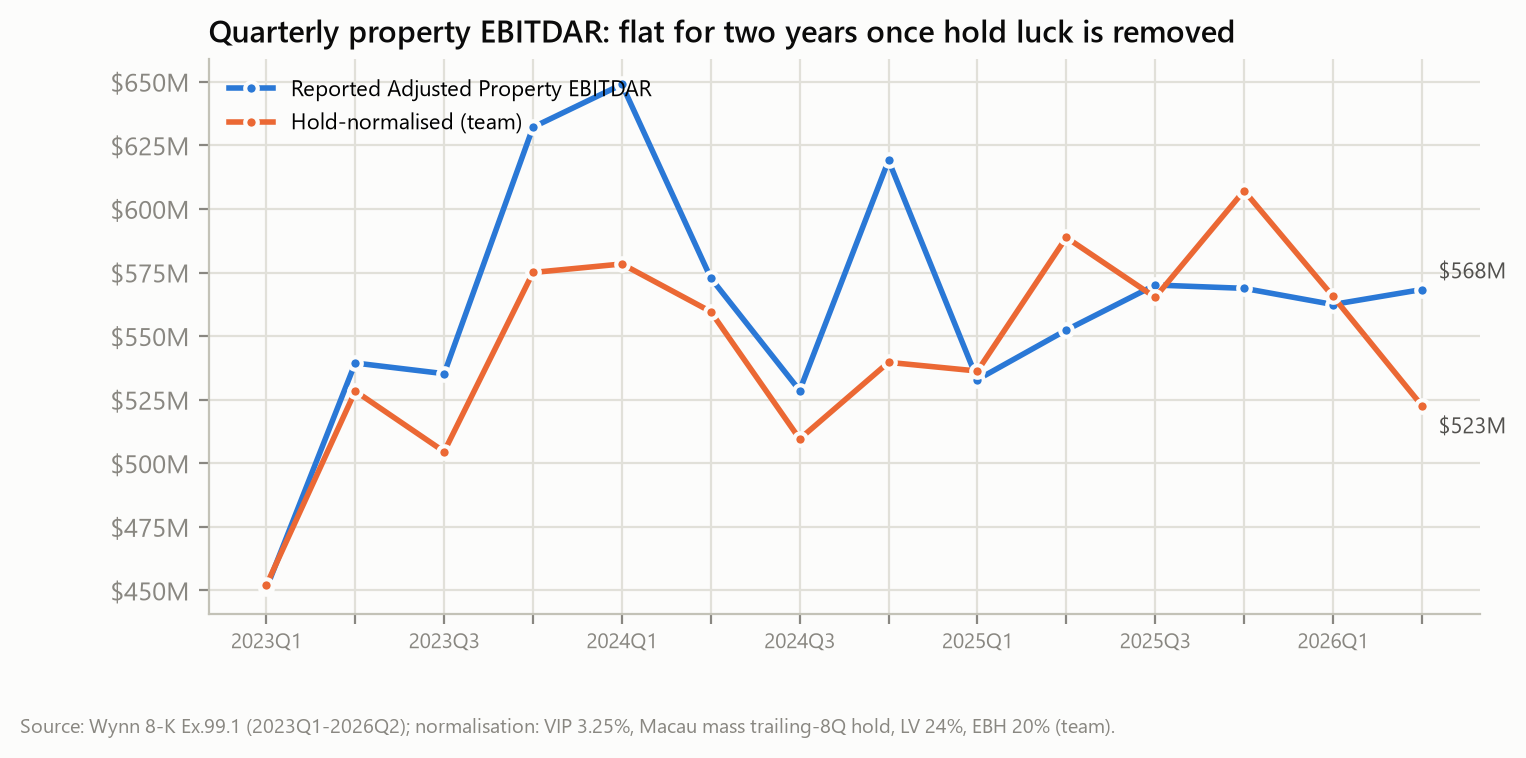 Quarterly property EBITDAR: flat for two years once hold luck is removed
Reported Adjusted Property EBITDAR
Hold-normalised (team)
$650M
$625M
$600M
$575M
$550M
$525M
$500M
$475M
$450M
$568M
$523M
2023Q1 2023Q3 2024Q1 2024Q3 2025Q1 2025Q3 2026Q1
Source: Wynn 8-K Ex.99.1 (2023Q1-2026Q2); normalisation: VIP 3.25%, Macau mass trailing-8Q hold, LV 24%, EBH 20% (team).